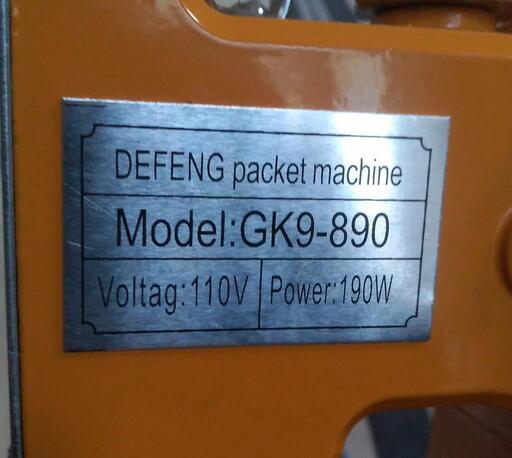 DEFENG packet machine
Model:GK9-890
Voltag:110V Power:190W